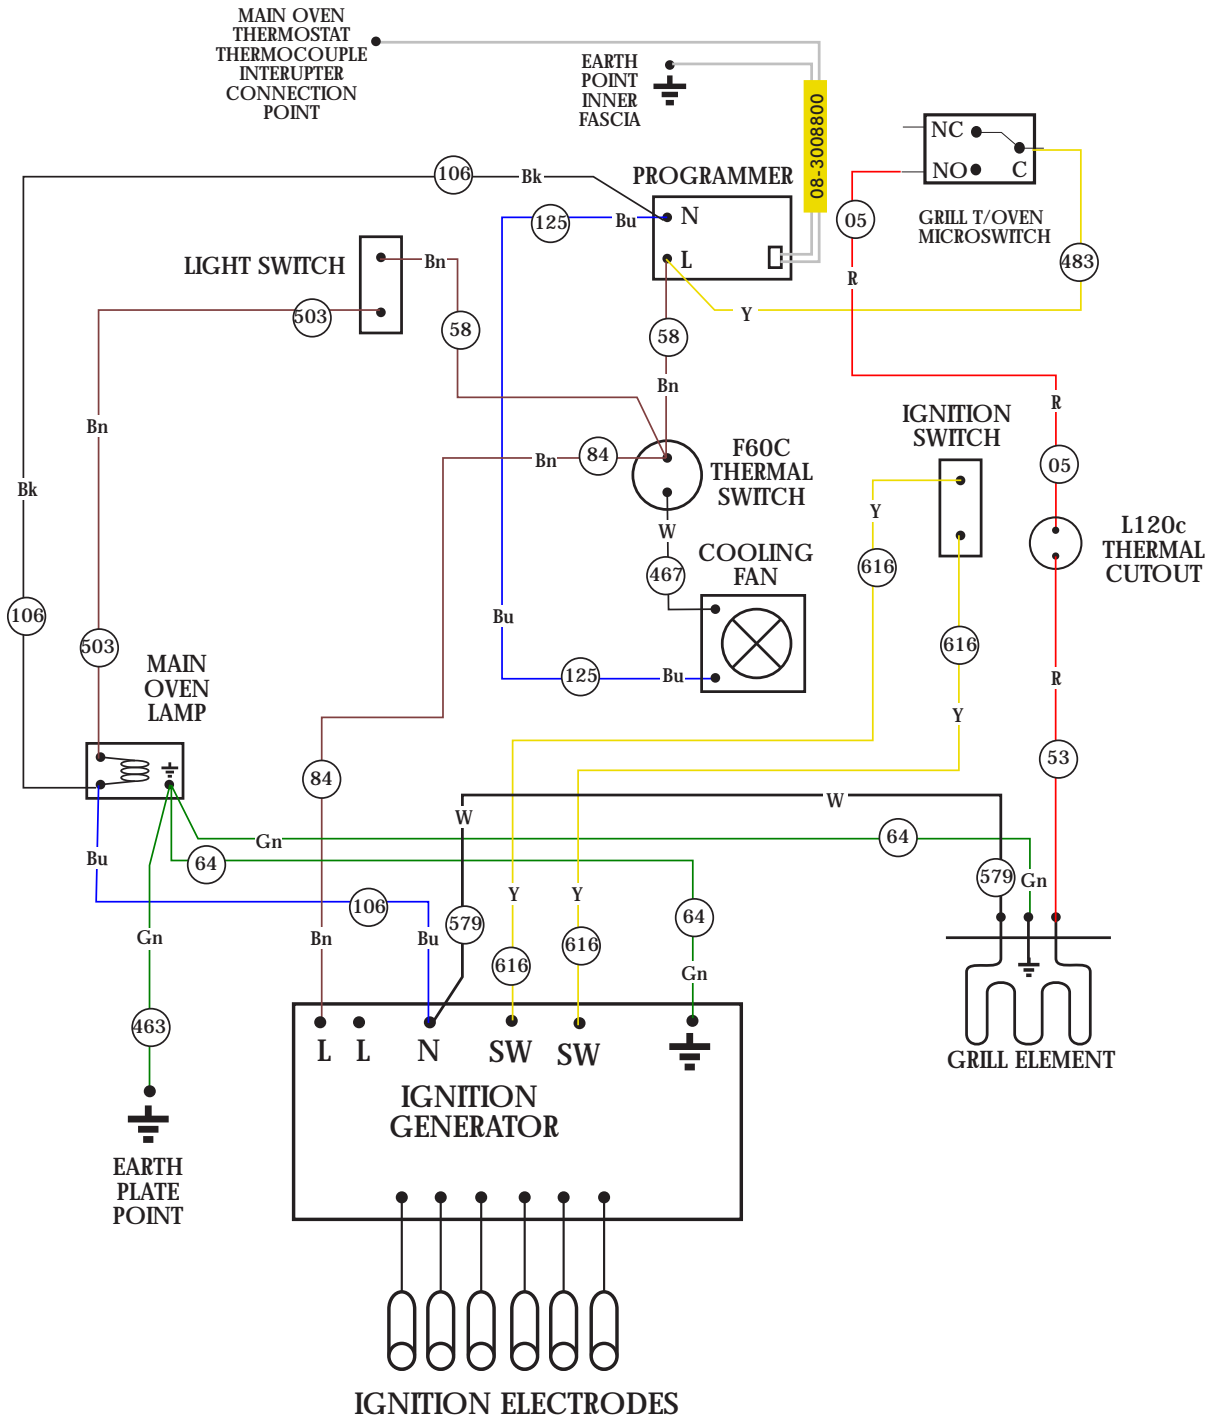 MAIN OVEN
THERMOSTAT
THERMOCOUPLE
INTERUPTER
CONNECTION
POINT
EARTH
POINT
INNER
FASCIA
08-3008800
NC
NO
C
GRILL T/OVEN
MICROSWITCH
106
Bk
PROGRAMMER
N
L
125
Bu
05
R
483
Y
LIGHT SWITCH
Bn
503
58
58
Bn
Bn
Bk
Bn
84
F60C
THERMAL
SWITCH
W
467
COOLING
FAN
IGNITION
SWITCH
Y
616
616
Y
R
05
L120c
THERMAL
CUTOUT
R
53
106
503
Bu
125
Bu
MAIN
OVEN
LAMP
84
W
W
Gn
64
64
Bu
106
579
Gn
Gn
Bn
Bu
579
Y
Y
616
616
64
Gn
463
EARTH
PLATE
POINT
L
L
N
SW
SW
IGNITION
GENERATOR
GRILL ELEMENT
IGNITION ELECTRODES